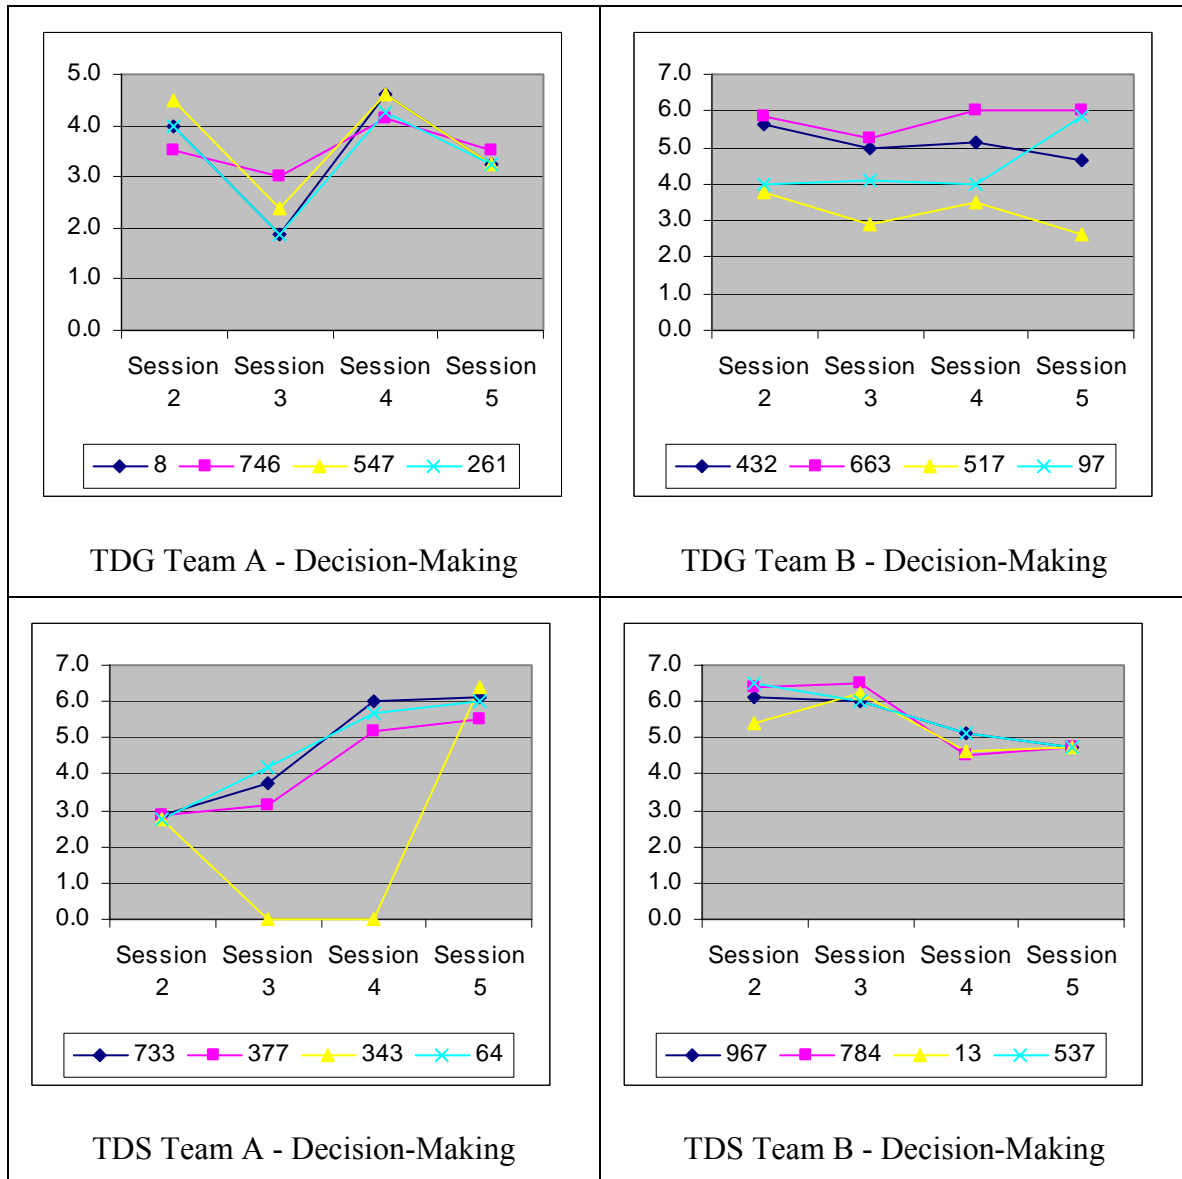 5.0
4.0
3.0
2.0
1.0
0.0
Session Session Session Session
2 3 4 5
8 746 547 261
TDG Team A - Decision-Making
7.0
6.0
5.0
4.0
3.0
2.0
1.0
0.0
Session Session Session Session
2 3 4 5
432 663 517 97
TDG Team B - Decision-Making
7.0
6.0
5.0
4.0
3.0
2.0
1.0
0.0
Session Session Session Session
2 3 4 5
733 377 343 64
TDS Team A - Decision-Making
7.0
6.0
5.0
4.0
3.0
2.0
1.0
0.0
Session Session Session Session
2 3 4 5
967 784 13 537
TDS Team B - Decision-Making